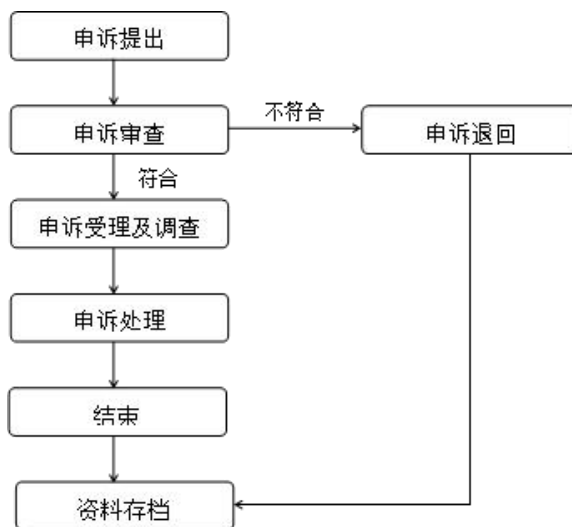 申诉提出
申诉审查
不符合
申诉退回
符合
申诉受理及调查
申诉处理
结束
资料存档